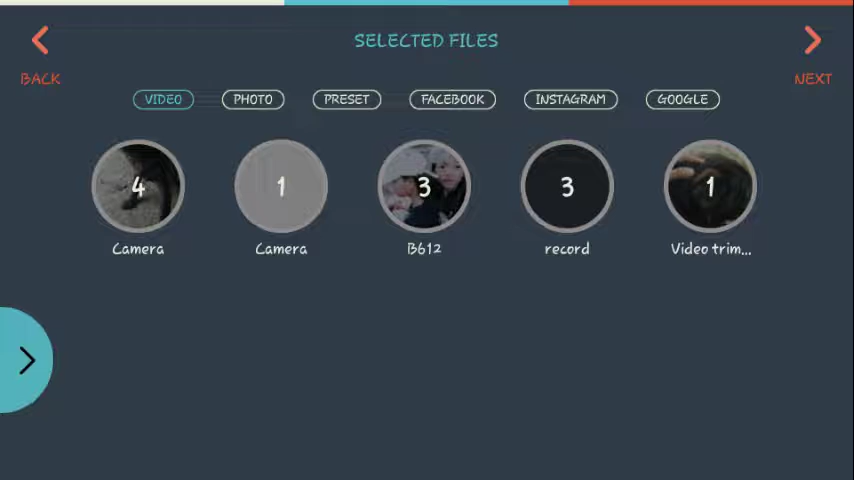 SELECTED FILES
BACK
NEXT
VIDEO PHOTO PRESET FACEBOOK INSTAGRAM GOOGLE
4 1 3 3 1
Camera Camera B612 record Video trim...